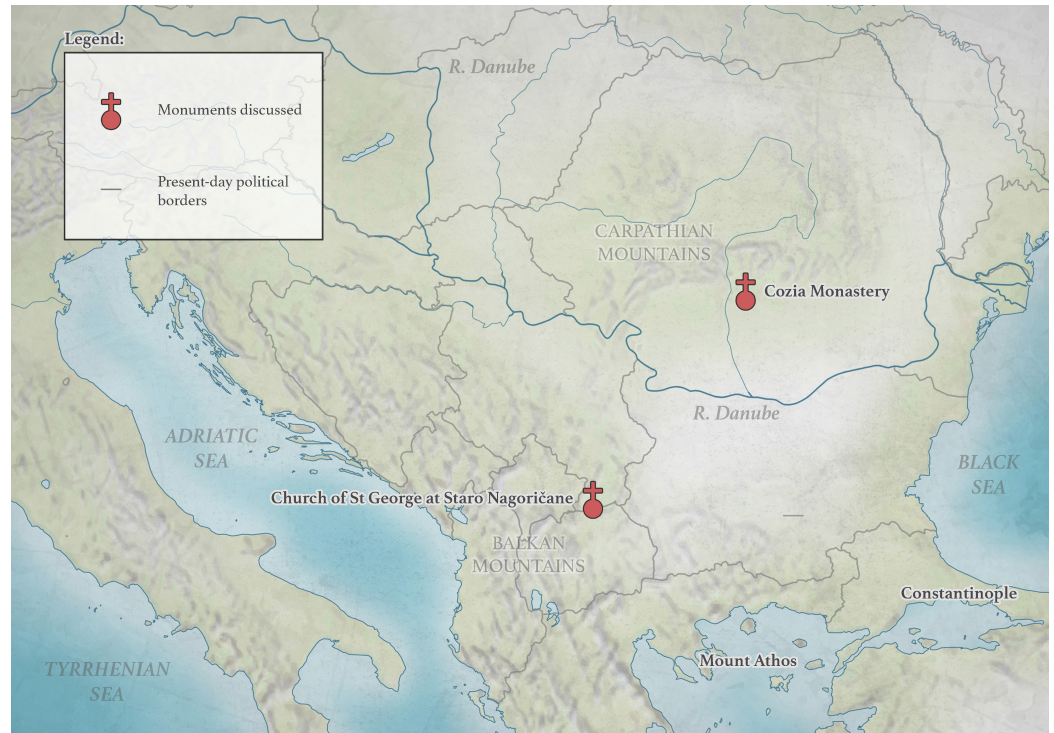 Legend:
Monuments discussed
Present-day political
borders
R. Danube
CARPATHIAN
MOUNTAINS
Cozia Monastery
R. Danube
ADRIATIC
SEA
BLACK
SEA
Church of St George at Staro Nagoričane
BALKAN
MOUNTAINS
Constantinople
Mount Athos
TYRRHENIAN
SEA